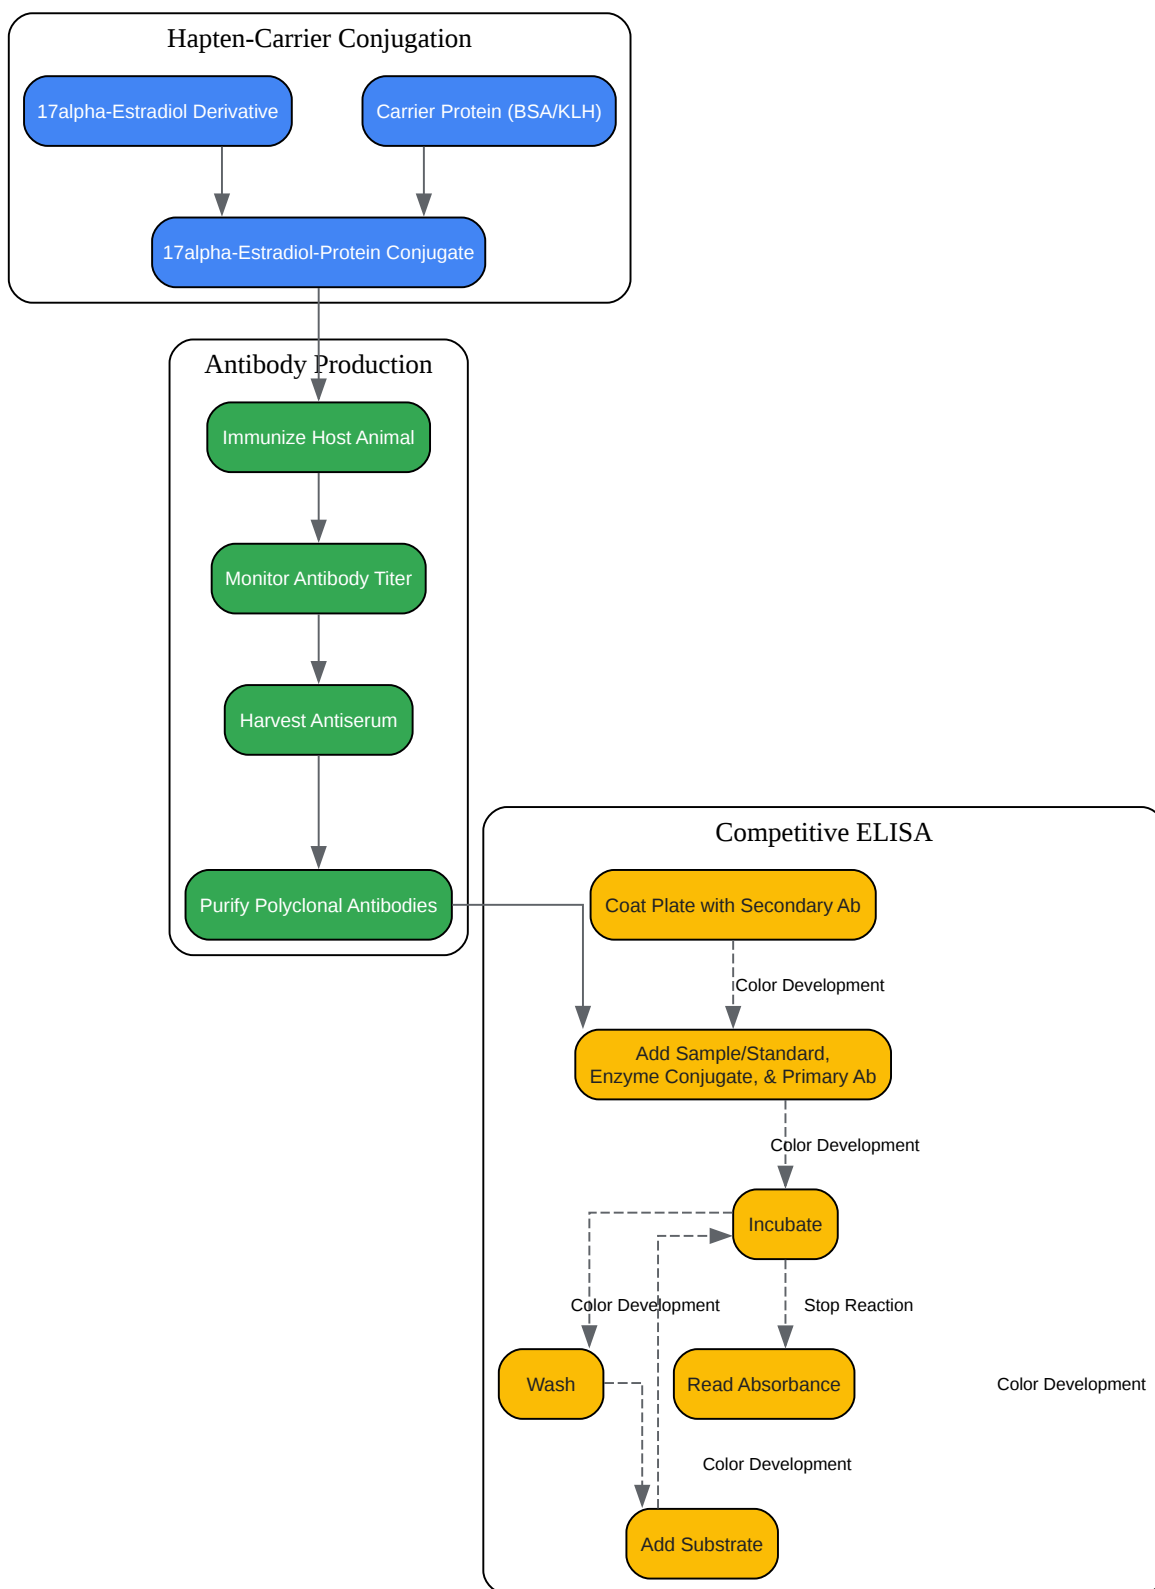 Hapten-Carrier Conjugation
17alpha-Estradiol Derivative
Carrier Protein (BSA/KLH)
17alpha-Estradiol-Protein Conjugate
Antibody Production
Immunize Host Animal
Monitor Antibody Titer
Harvest Antiserum
Purify Polyclonal Antibodies
Competitive ELISA
Coat Plate with Secondary Ab
Color Development
Add Sample/Standard,
Enzyme Conjugate, & Primary Ab
Color Development
Incubate
Color Development
Stop Reaction
Wash
Read Absorbance
Color Development
Color Development
Add Substrate